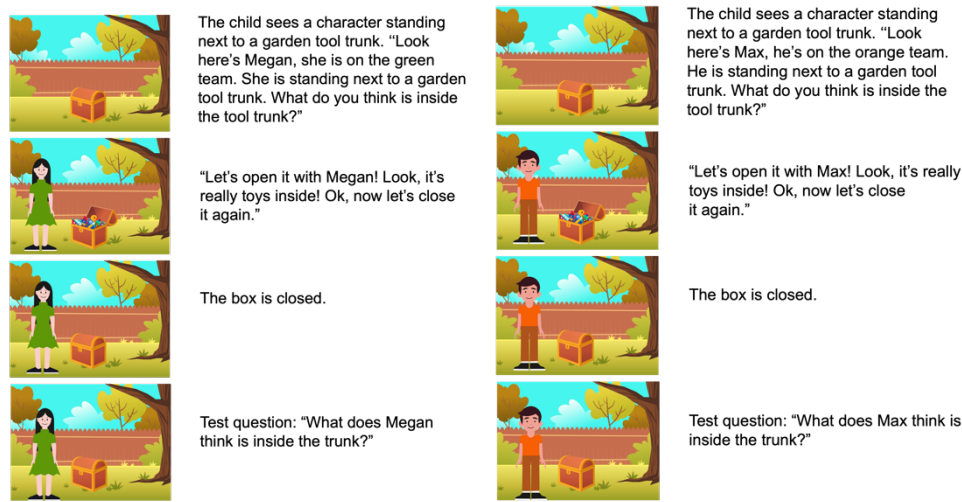 The child sees a character standing
next to a garden tool trunk. “Look
here’s Megan, she is on the green
team. She is standing next to a garden
tool trunk. What do you think is inside
the tool trunk?”
“Let’s open it with Megan! Look, it’s
really toys inside! Ok, now let’s close
it again.”
The box is closed.
Test question: “What does Megan
think is inside the trunk?”
The child sees a character standing
next to a garden tool trunk. “Look
here’s Max, he’s on the orange team.
He is standing next to a garden tool
trunk. What do you think is inside the
tool trunk?”
“Let’s open it with Max! Look, it’s really
toys inside! Ok, now let’s close
it again.”
The box is closed.
Test question: “What does Max think is
inside the trunk?”